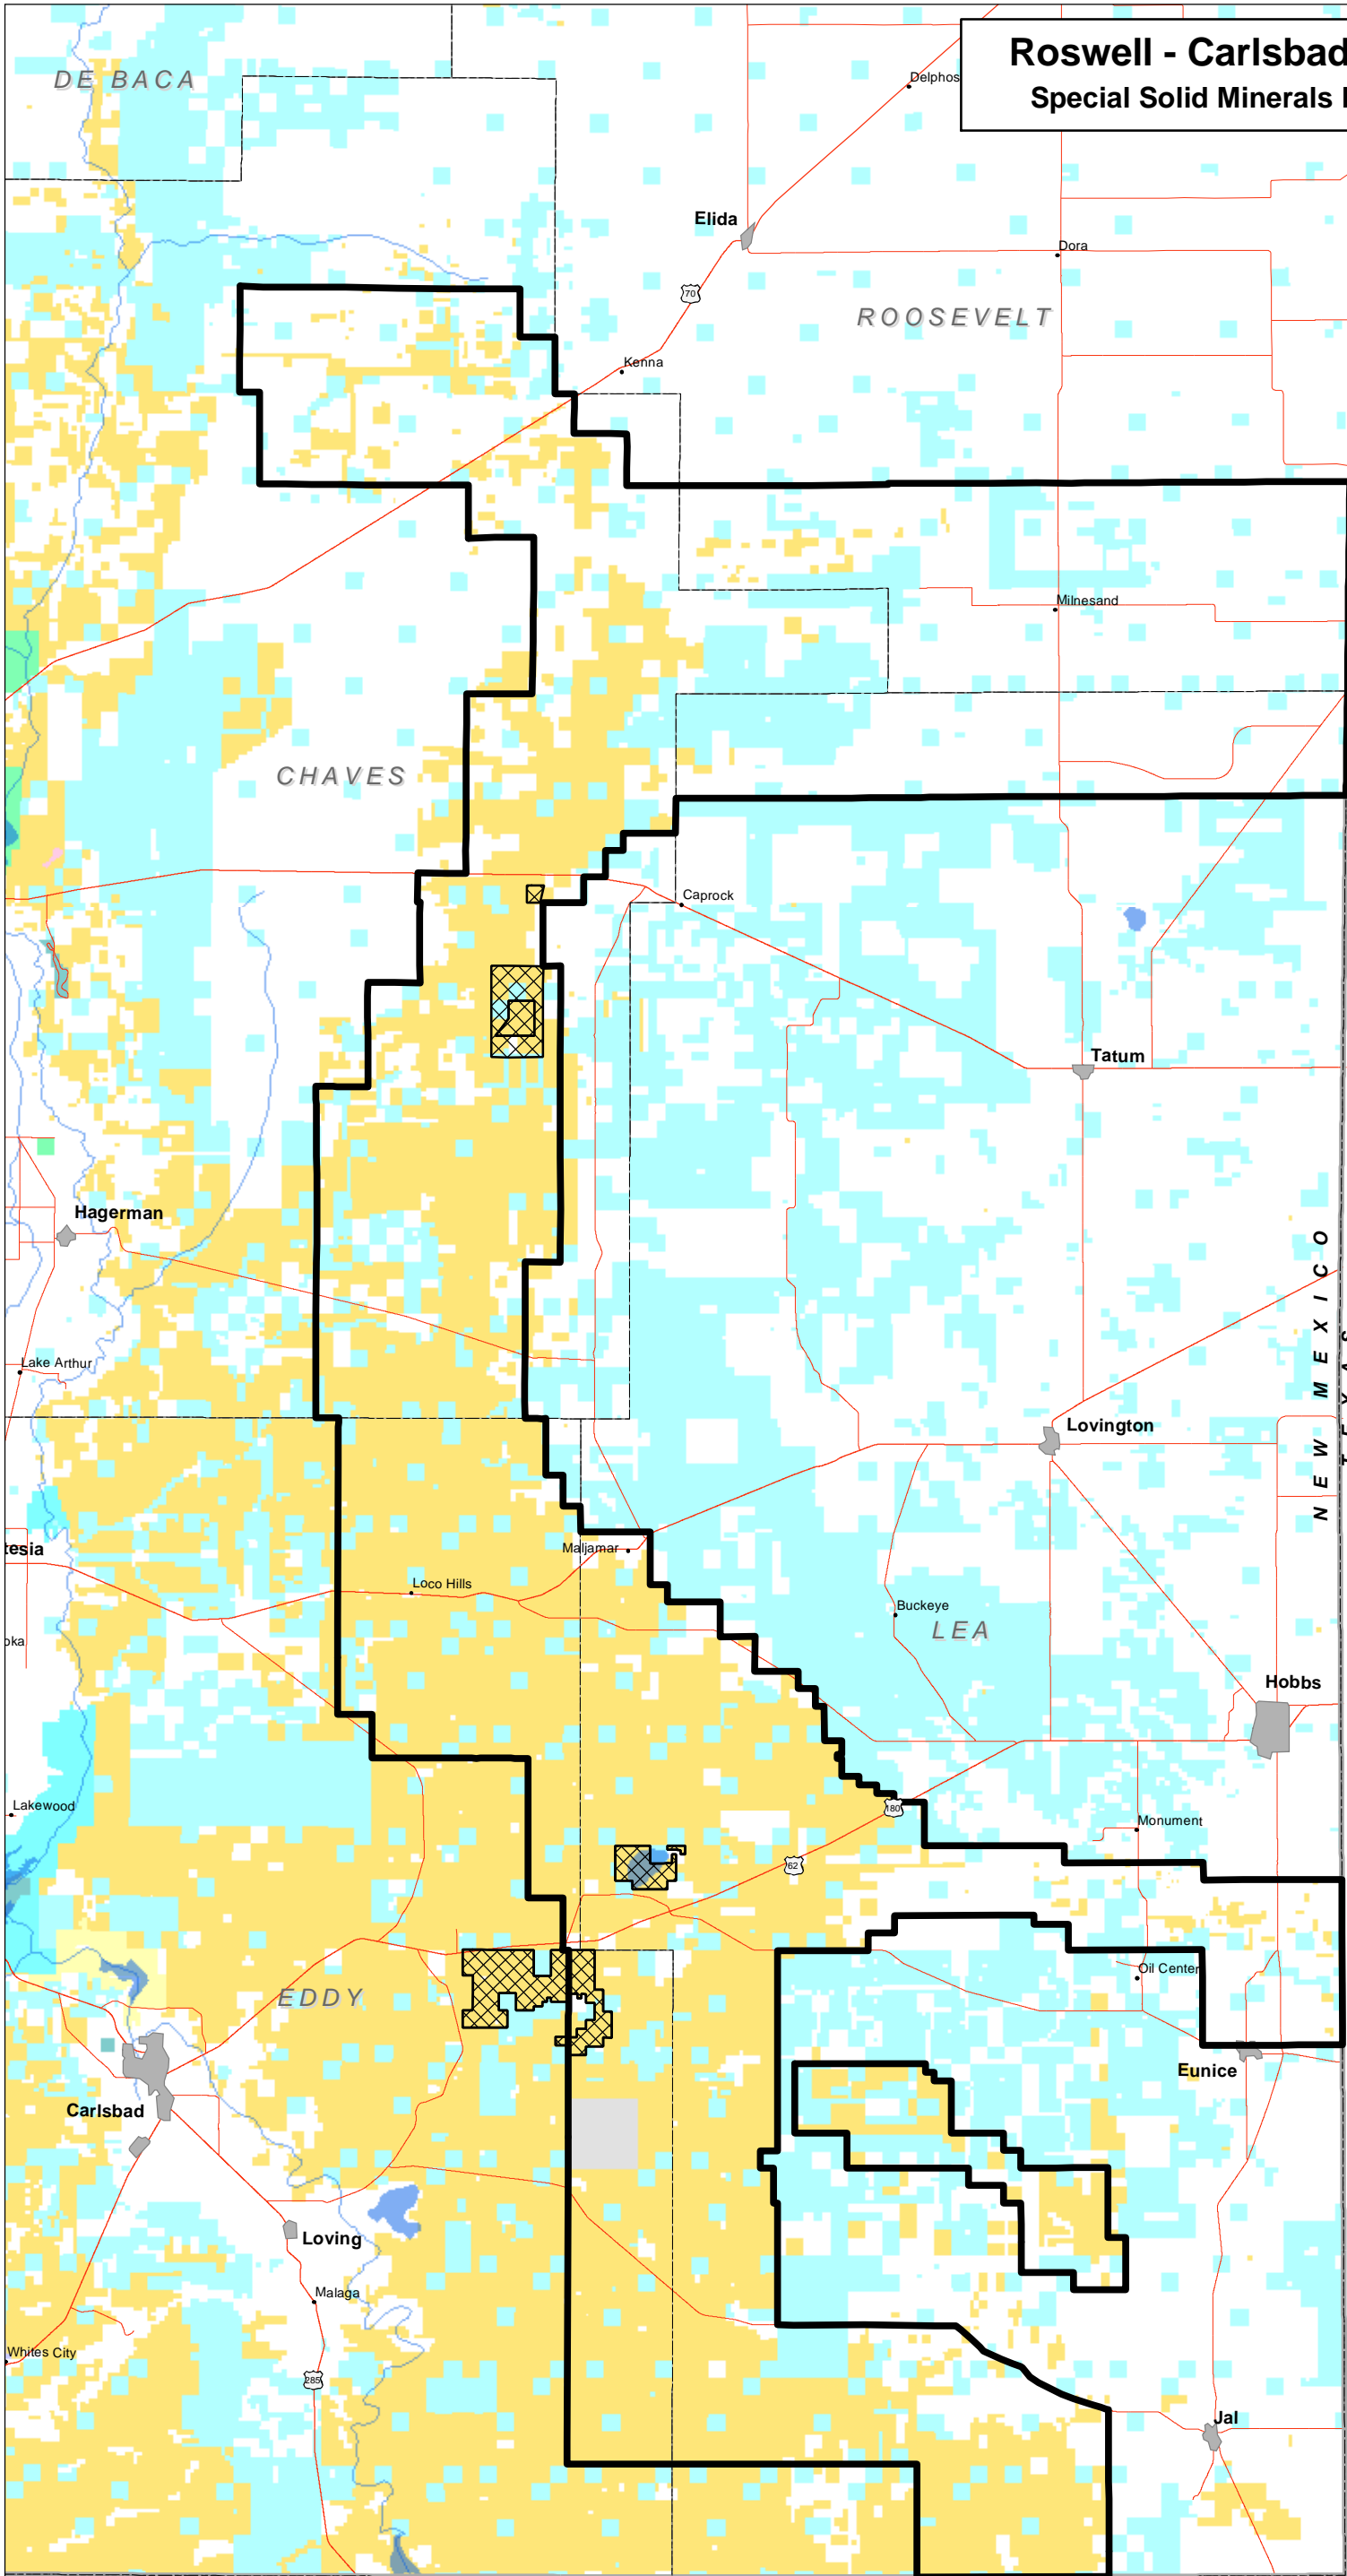 Roswell - Carlsbad
Special Solid Minerals
DE BACA
Delphos
Elida
Dora
70
ROOSEVELT
Kenna
Milnesand
CHAVES
Caprock
Tatum
Hagerman
NEW MEXICO
TEXAS
Lake Arthur
Lovington
tesia
Maljamar
Loco Hills
Buckeye
LEA
oka
Hobbs
Lakewood
180
Monument
62
Oil Center
EDDY
Eunice
Carlsbad
Loving
Malaga
Whites City
285
Jal